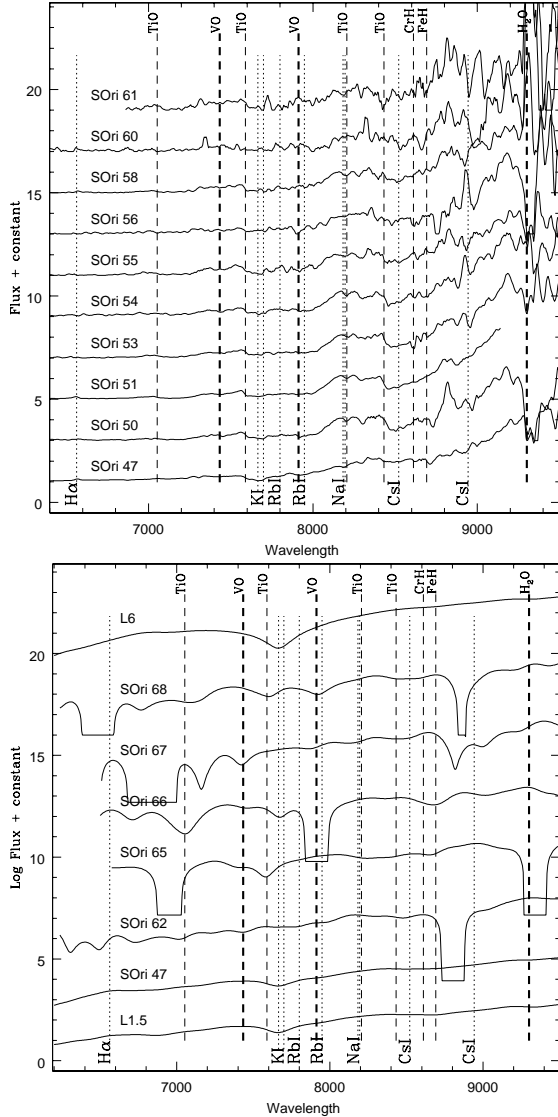 TiO VO TiO VO TiO TiO CrH FeH H₂O
20
SOri 61
SOri 60
SOri 58
15
SOri 56
SOri 55
10
SOri 54
SOri 53
SOri 51
5
SOri 50
SOri 47
0
Hα KI RbI RbI NaI CsI CsI
7000 8000 9000
Wavelength
Flux + constant
TiO VO TiO VO TiO TiO CrH FeH H₂O
L6
20
SOri 68
SOri 67
15
SOri 66
SOri 65
10
SOri 62
5
SOri 47
L1.5
0
Hα KI RbI RbI NaI CsI CsI
7000 8000 9000
Wavelength
Log Flux + constant